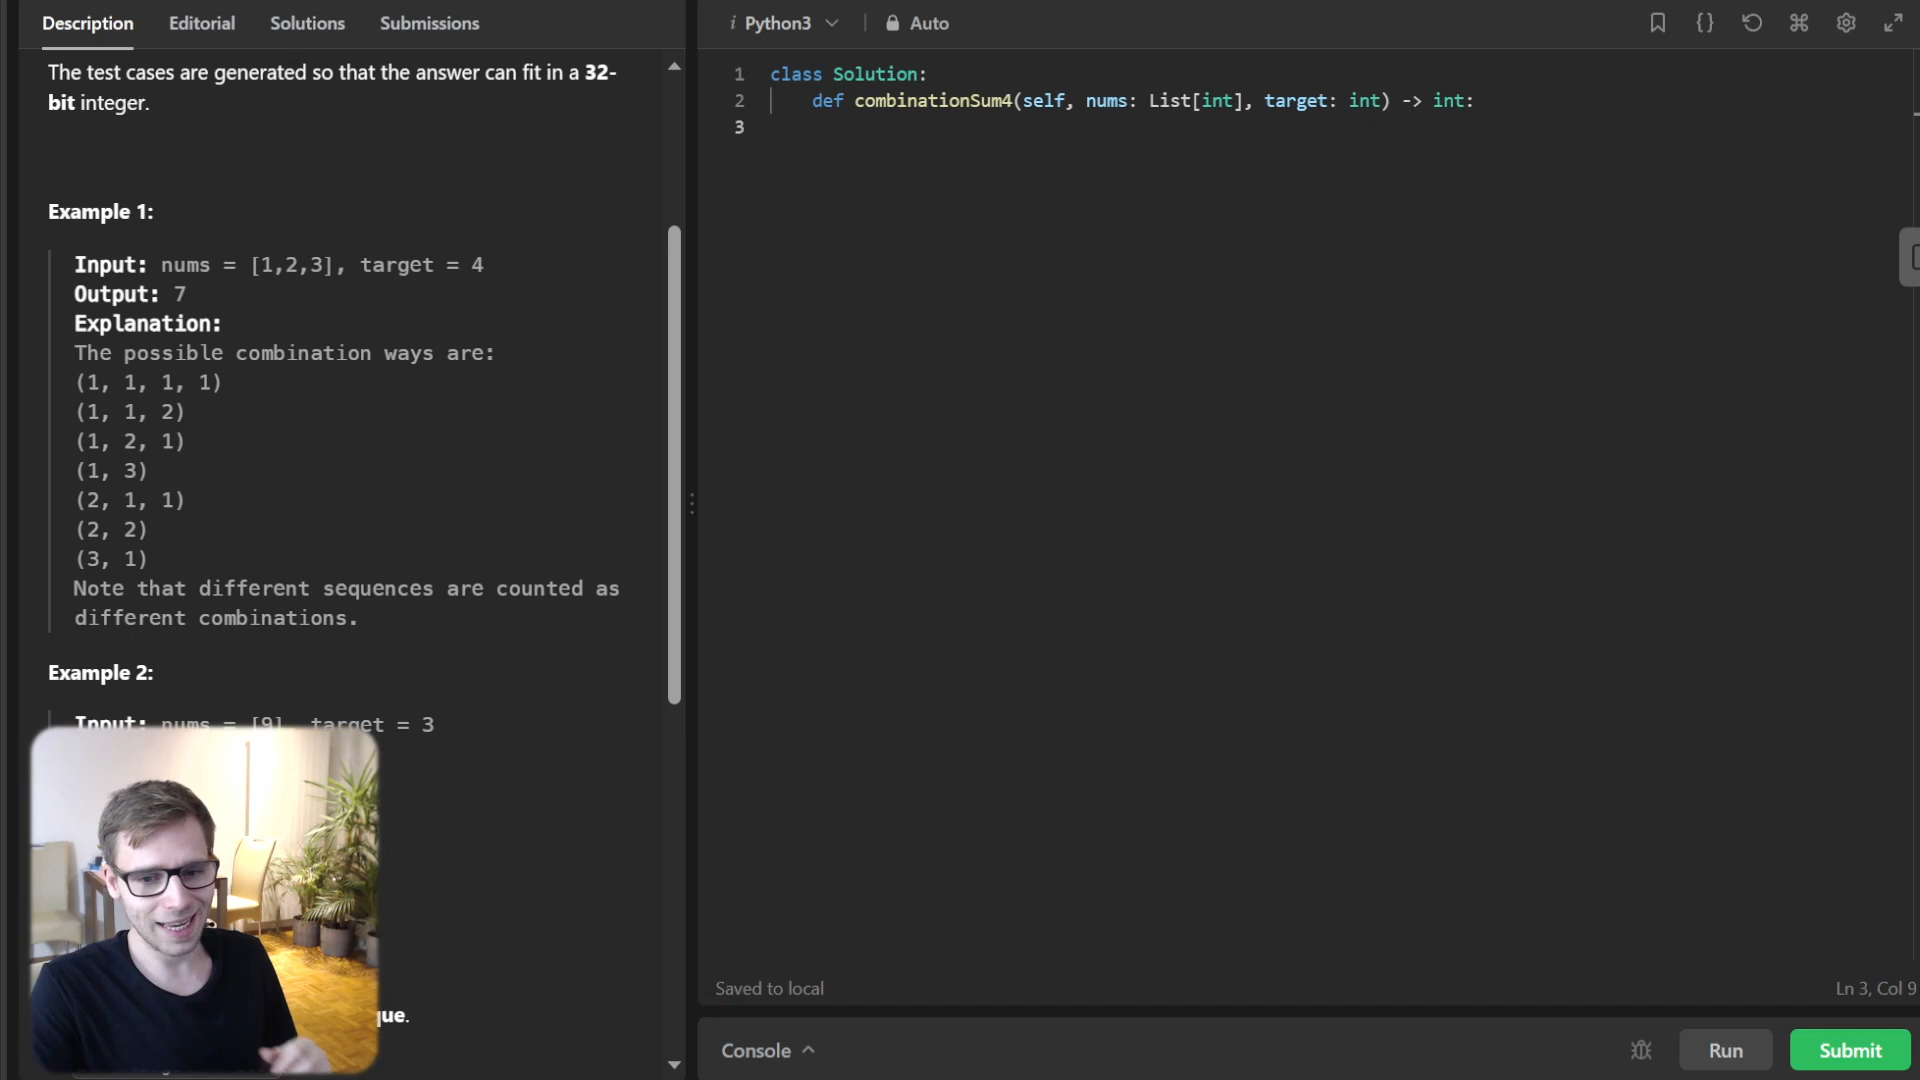 Description Editorial Solutions Submissions
The test cases are generated so that the answer can fit in a 32-
bit integer.
Example 1:
Input: nums = [1,2,3], target = 4
Output: 7
Explanation:
The possible combination ways are:
(1, 1, 1, 1)
(1, 1, 2)
(1, 2, 1)
(1, 3)
(2, 1, 1)
(2, 2)
(3, 1)
Note that different sequences are counted as
different combinations.
Example 2:
Input: nums = [9], target = 3
que.
i Python3 Auto
1 class Solution:
2 def combinationSum4(self, nums: List[int], target: int) -> int:
3
Saved to local
Ln 3, Col 9
Console
Run
Submit